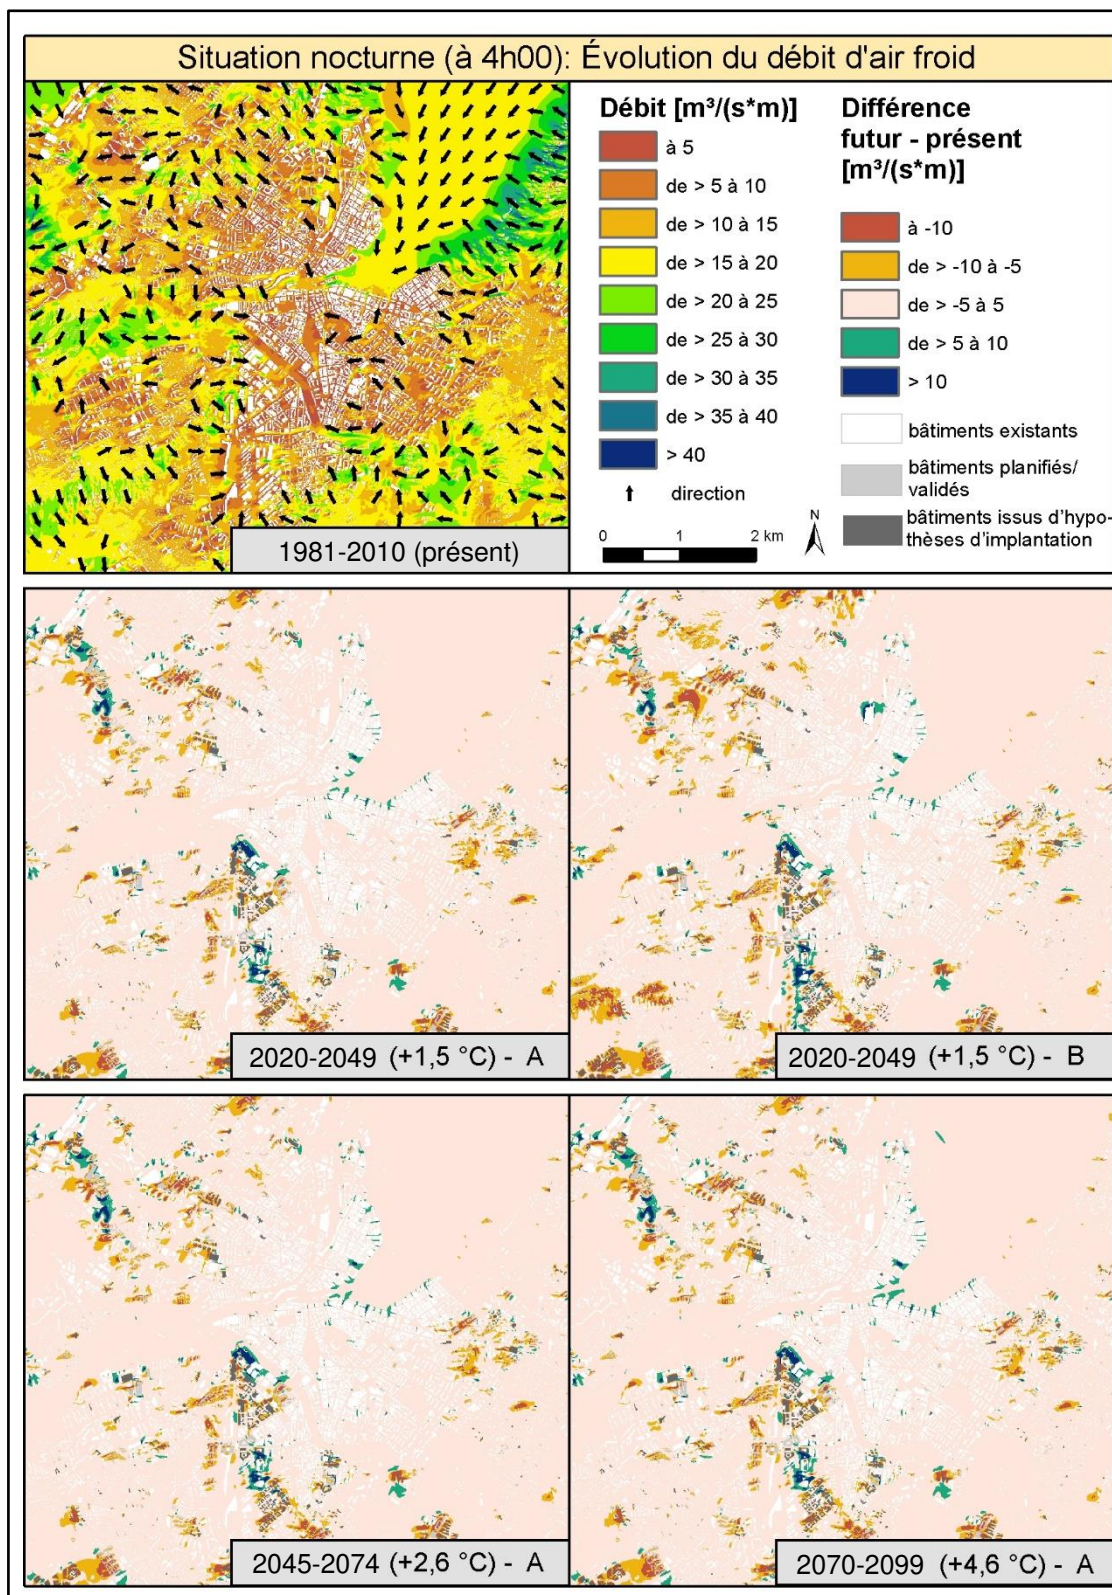 Situation nocturne (à 4h00): Évolution du débit d'air froid
1981-2010 (présent)
Débit [m³/(s*m)]
à 5
de > 5 à 10
de > 10 à 15
de > 15 à 20
de > 20 à 25
de > 25 à 30
de > 30 à 35
de > 35 à 40
> 40
direction
0 1 2 km
N
Différence
futur - présent
[m³/(s*m)]
à -10
de > -10 à -5
de > -5 à 5
de > 5 à 10
> 10
bâtiments existants
bâtiments planifiés/
validés
bâtiments issus d'hypo-
thèses d'implantation
2020-2049 (+1,5 °C) - A
2020-2049 (+1,5 °C) - B
2045-2074 (+2,6 °C) - A
2070-2099 (+4,6 °C) - A